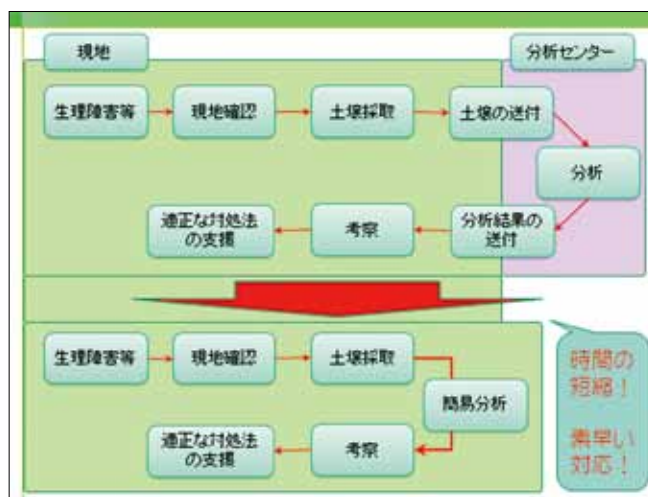 現地
分析センター
生理障害等
現地確認
土壌採取
土壌の送付
分析
適正な対処法
の支援
考察
分析結果の
送付
生理障害等
現地確認
土壌採取
簡易分析
適正な対処法
の支援
考察
時間の
短縮!
素早い
対応!